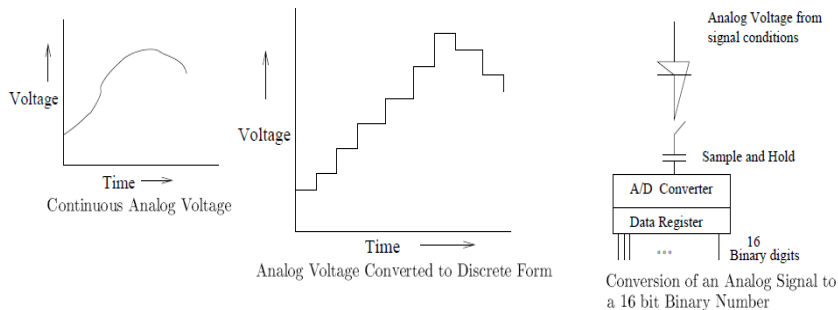 Voltage
Time
Continuous Analog Voltage
Voltage
Time
Analog Voltage Converted to Discrete Form
Analog Voltage from
signal conditions
Sample and Hold
A/D Converter
Data Register
16
Binary digits
Conversion of an Analog Signal to
a 16 bit Binary Number